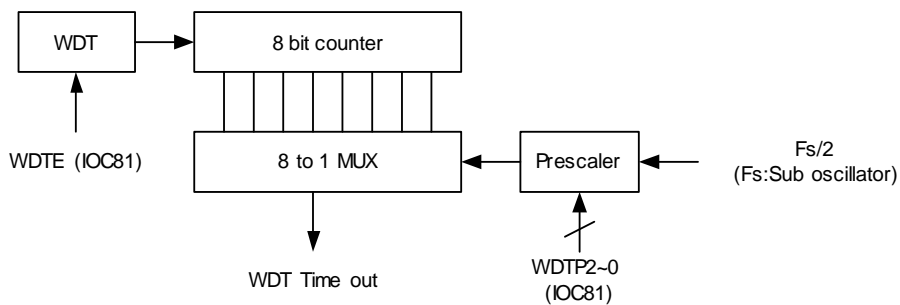 WDT
8 bit counter
WDTE (IOC81)
8 to 1 MUX
Prescaler
Fs/2
(Fs:Sub oscillator)
WDT Time out
WDTP2~0
(IOC81)